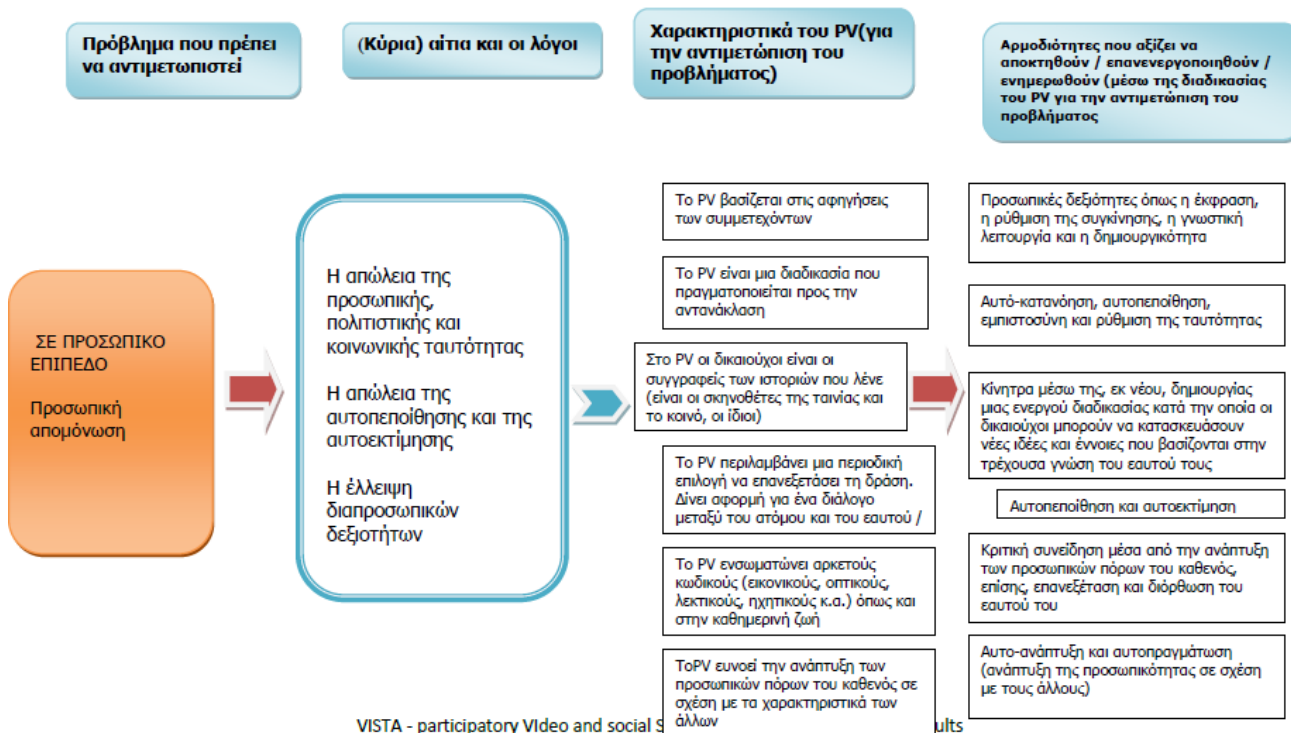 Πρόβλημα που πρέπει
να αντιμετωπιστεί
(Κύρια) αίτια και οι λόγοι
Χαρακτηριστικά του PV(για
την αντιμετώπιση του
προβλήματος)
Αρμοδιότητες που αξίζει να
αποκτηθούν / επανενεργοποιηθούν /
ενημερωθούν (μέσω της διαδικασίας
του PV για την αντιμετώπιση του
προβλήματος
ΣΕ ΠΡΟΣΩΠΙΚΟ
ΕΠΙΠΕΔΟ
Προσωπική
απομόνωση
Η απώλεια της
προσωπικής,
πολιτιστικής και
κοινωνικής ταυτότητας
Η απώλεια της
αυτοπεποίθησης και της
αυτοεκτίμησης
Η έλλειψη
διαπροσωπικών
δεξιοτήτων
Το PV βασίζεται στις αφηγήσεις
των συμμετεχόντων
Το PV είναι μια διαδικασία που
πραγματοποιείται προς την
αντανάκλαση
Στο PV οι δικαιούχοι είναι οι
συγγραφείς των ιστοριών που λένε
(είναι οι σκηνοθέτες της ταινίας και
το κοινό, οι ίδιοι)
Το PV περιλαμβάνει μια περιοδική
επιλογή να επανεξετάσει τη δράση.
Δίνει αφορμή για ένα διάλογο
μεταξύ του ατόμου και του εαυτού /
Το PV ενσωματώνει αρκετούς
κωδικούς (εικονικούς, οπτικούς,
λεκτικούς, ηχητικούς κ.α.) όπως και
στην καθημερινή ζωή
ΤοPV ευνοεί την ανάπτυξη των
προσωπικών πόρων του καθενός σε
σχέση με τα χαρακτηριστικά των
άλλων
Προσωπικές δεξιότητες όπως η έκφραση,
η ρύθμιση της συγκίνησης, η γνωστική
λειτουργία και η δημιουργικότητα
Αυτό-κατανόηση, αυτοπεποίθηση,
εμπιστοσύνη και ρύθμιση της ταυτότητας
Κίνητρα μέσω της, εκ νέου, δημιουργίας
μιας ενεργού διαδικασίας κατά την οποία οι
δικαιούχοι μπορούν να κατασκευάσουν
νέες ιδέες και έννοιες που βασίζονται στην
τρέχουσα γνώση του εαυτού τους
Αυτοπεποίθηση και αυτοεκτίμηση
Κριτική συνείδηση μέσα από την ανάπτυξη
των προσωπικών πόρων του καθενός,
επίσης, επανεξέταση και διόρθωση του
εαυτού του
Αυτο-ανάπτυξη και αυτοπραγμάτωση
(ανάπτυξη της προσωπικότητας σε σχέση
με τους άλλους)
VISTA - participatory VIdeo and social